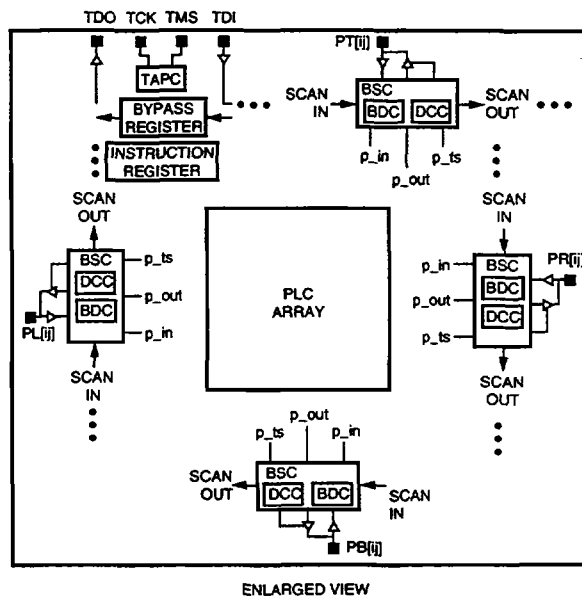 TDO TCK TMS TDI
TAPC
BYPASS
REGISTER
INSTRUCTION
REGISTER
PT[ij]
SCAN
IN
BSC
BDC DCC
SCAN
OUT
p_in
p_out
p_ts
SCAN
OUT
BSC
DCC
BDC
p_ts
p_out
p_in
PL[ij]
SCAN
IN
PLC
ARRAY
SCAN
IN
p_in
p_out
p_ts
BSC
BDC
DCC
PR[ij]
SCAN
OUT
p_ts
p_out
p_in
SCAN
OUT
BSC
DCC BDC
SCAN
IN
PB[ij]
ENLARGED VIEW